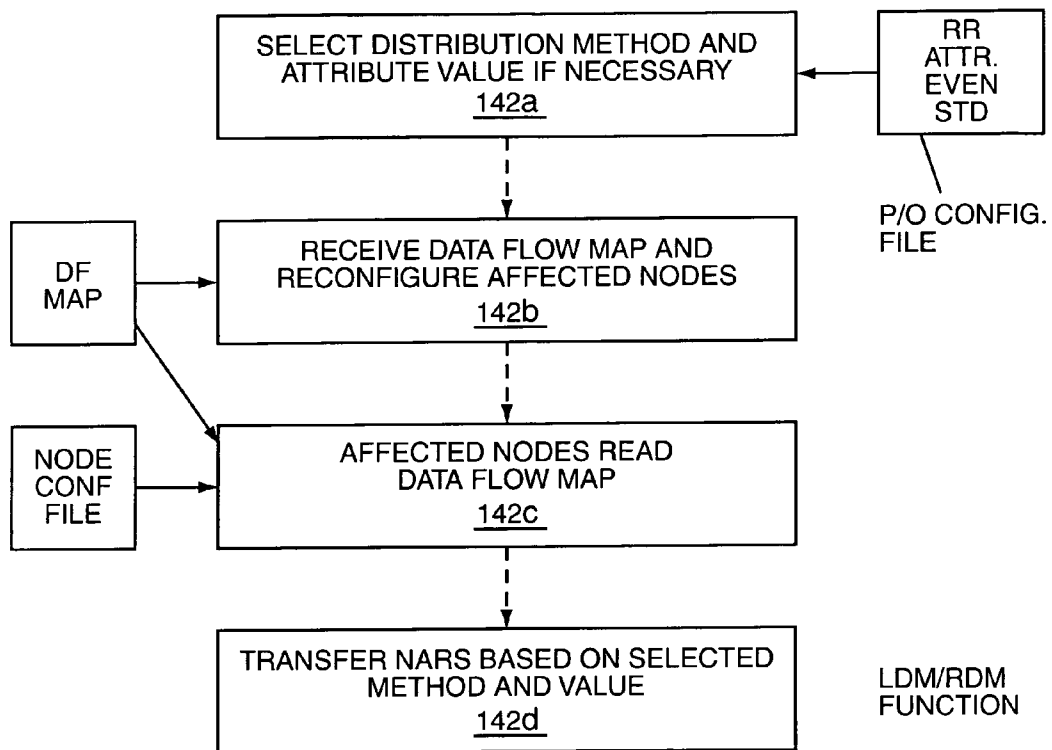 SELECT DISTRIBUTION METHOD AND
ATTRIBUTE VALUE IF NECESSARY
142a
RR
ATTR.
EVEN
STD
P/O CONFIG.
FILE
DF
MAP
RECEIVE DATA FLOW MAP AND
RECONFIGURE AFFECTED NODES
142b
NODE
CONF
FILE
AFFECTED NODES READ
DATA FLOW MAP
142c
TRANSFER NARS BASED ON SELECTED
METHOD AND VALUE
142d
LDM/RDM
FUNCTION